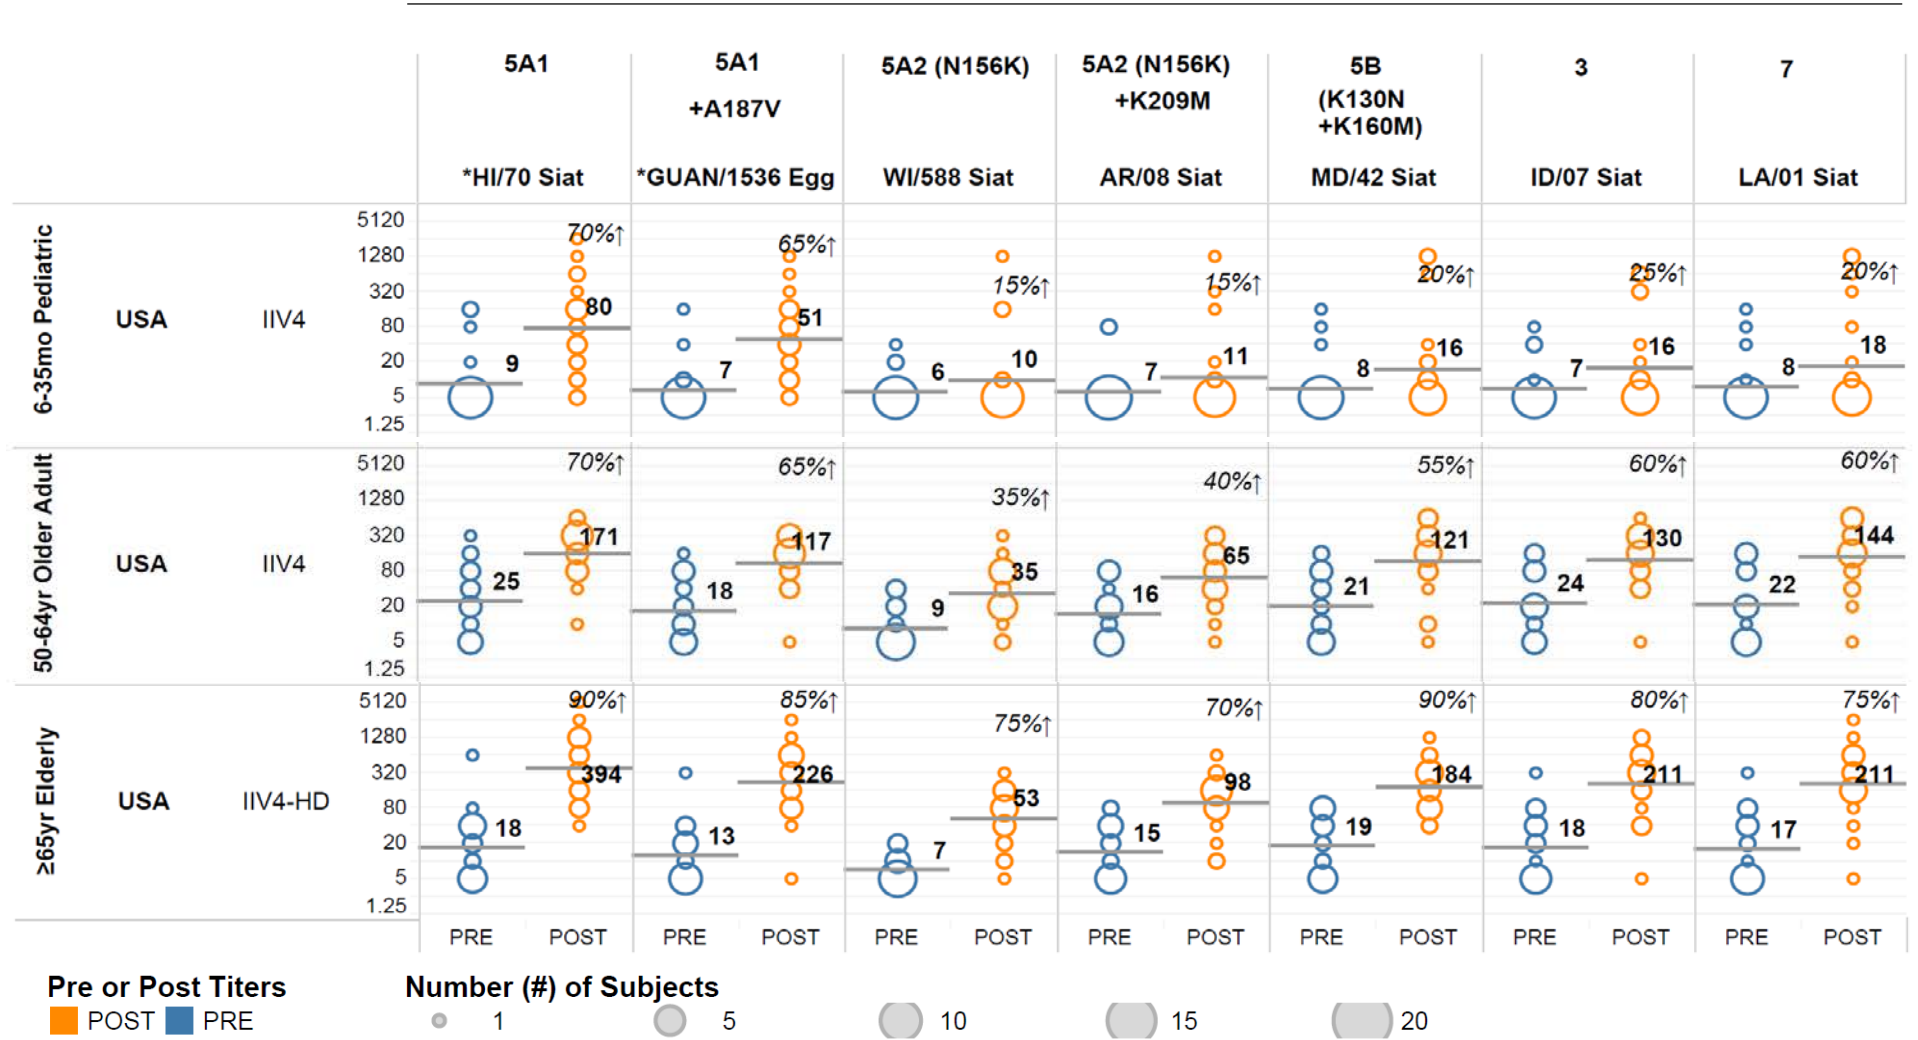 5A1 5A1 5A2 (N156K) 5A2 (N156K) 5B 3 7
+A187V +K209M (K130N
+K160M)
*HI/70 Siat *GUAN/1536 Egg WI/588 Siat AR/08 Siat MD/42 Siat ID/07 Siat LA/01 Siat
6-35mo Pediatric
USA IIV4
5120
1280
320
80
20
5
1.25
70%↑ 65%↑ 15%↑ 15%↑ 20%↑ 25%↑ 20%↑
9 80 7 51 6 10 7 11 8 16 7 16 8 18
50-64yr Older Adult
USA IIV4
5120
1280
320
80
20
5
1.25
70%↑ 65%↑ 35%↑ 40%↑ 55%↑ 60%↑ 60%↑
25 171 18 117 9 35 16 65 21 121 24 130 22 144
≥65yr Elderly
USA IIV4-HD
5120
1280
320
80
20
5
1.25
90%↑ 85%↑ 75%↑ 70%↑ 90%↑ 80%↑ 75%↑
18 394 13 226 7 53 15 98 19 184 18 211 17 211
PRE POST PRE POST PRE POST PRE POST PRE POST PRE POST PRE POST
Pre or Post Titers Number (#) of Subjects
POST PRE 1 5 10 15 20